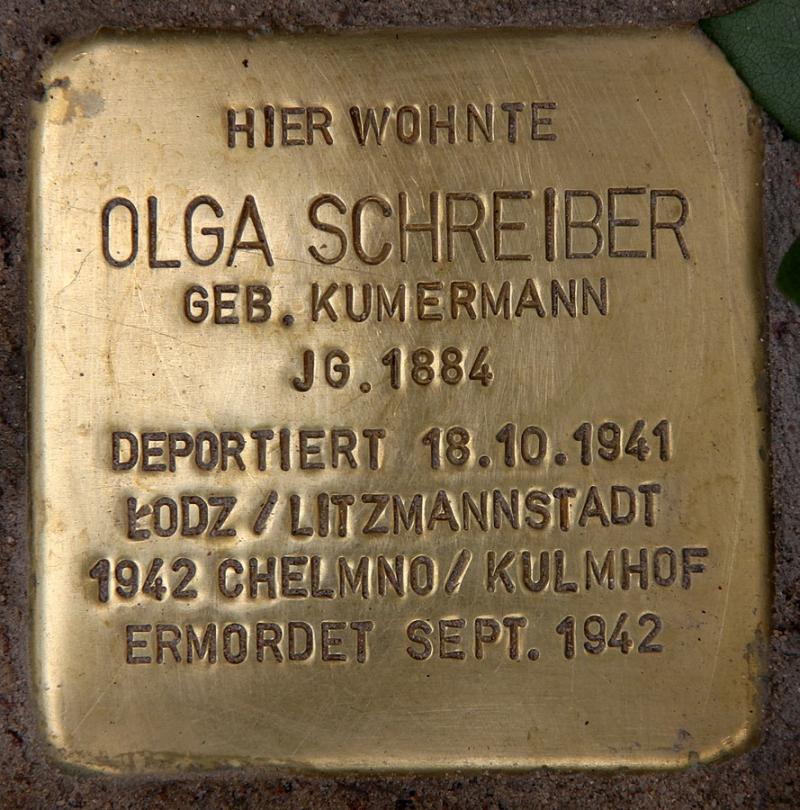 HIER WOHNTE
OLGA SCHREIBER
GEB. KUMERMANN
JG. 1884
DEPORTIERT 18.10.1941
ŁODZ / LITZMANNSTADT
1942 CHELMNO / KULMHOF
ERMORDET SEPT. 1942